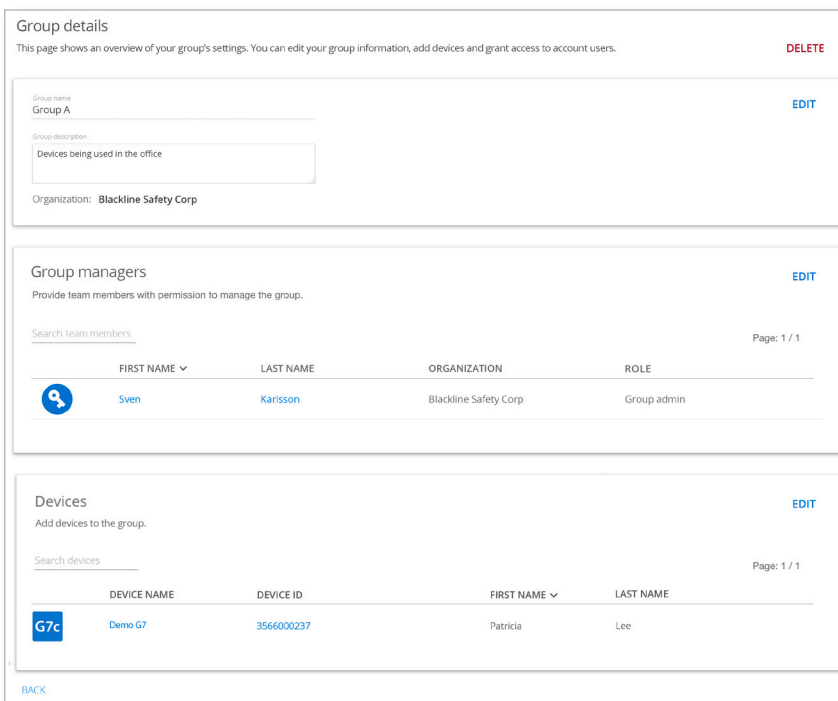 Group details
This page shows an overview of your group's settings. You can edit your group information, add devices and grant access to account users.
DELETE
Group name
Group A
EDIT
Group description
Devices being used in the office
Organization: Blackline Safety Corp
Group managers
EDIT
Provide team members with permission to manage the group.
Search team members
Page: 1 / 1
FIRST NAME LAST NAME ORGANIZATION ROLE
Sven Karlsson Blackline Safety Corp Group admin
Devices
EDIT
Add devices to the group.
Search devices
Page: 1 / 1
DEVICE NAME DEVICE ID FIRST NAME LAST NAME
G7c Demo G7 3566000237 Patricia Lee
BACK